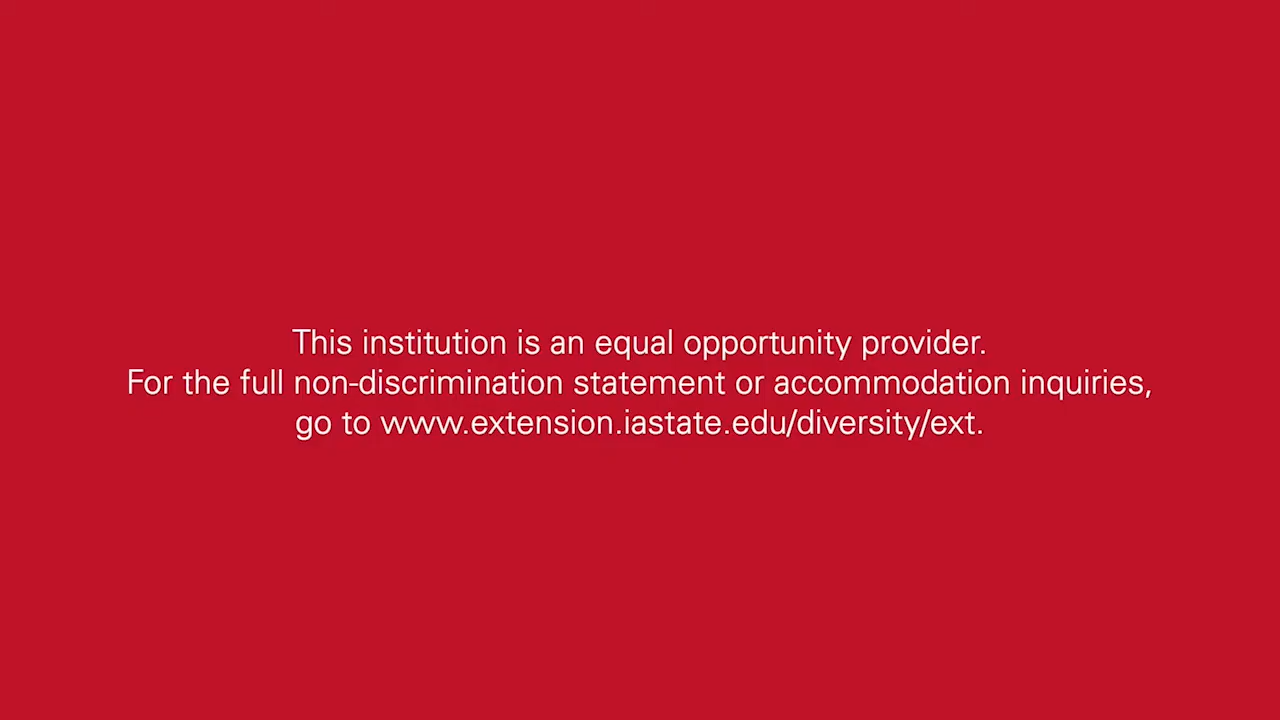 This institution is an equal opportunity provider.
For the full non-discrimination statement or accommodation inquiries,
go to www.extension.iastate.edu/diversity/ext.